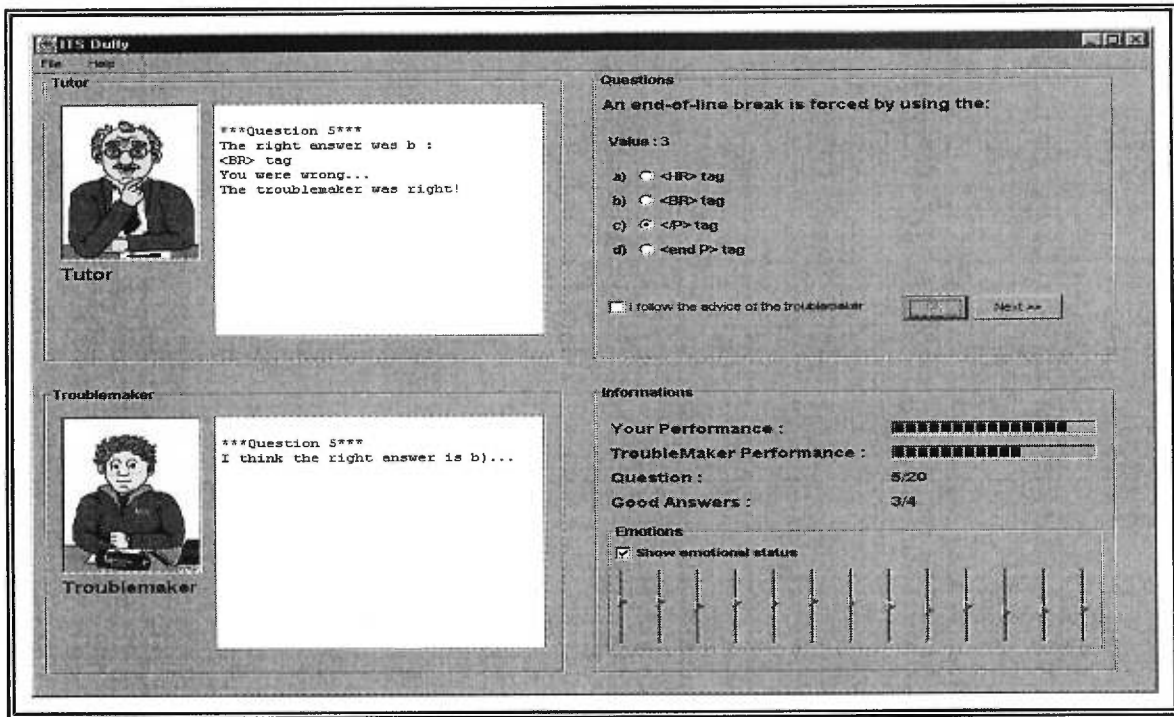 ITS Dully
File Help
Tutor
***Question 5***
The right answer was b :
<BR> tag
You were wrong...
The troublemaker was right!
Tutor
Questions
An end-of-line break is forced by using the:
Value : 3
a) <HR> tag
b) <BR> tag
c) </P> tag
d) <end P> tag
I follow the advice of the troublemaker
Next >>
Troublemaker
***Question 5***
I think the right answer is b)...
Troublemaker
Informations
Your Performance :
TroubleMaker Performance :
Question : 5/20
Good Answers : 3/4
Emotions
Show emotional status